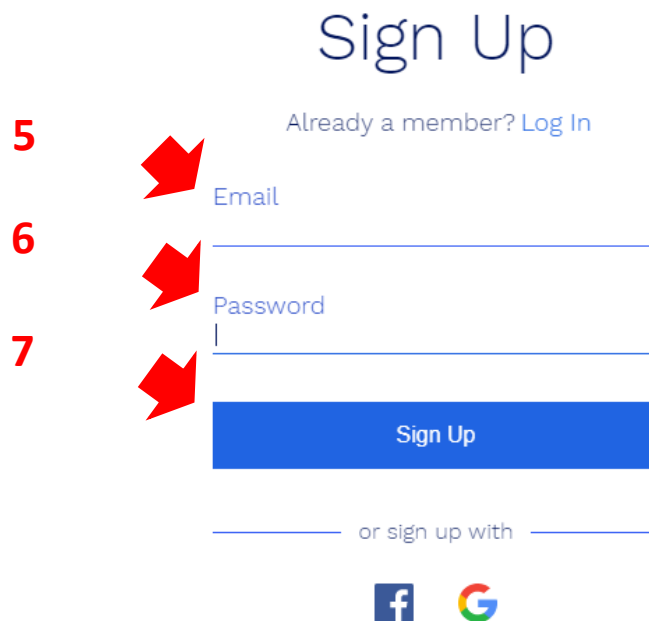 Sign Up
Already a member? Log In
5
Email
6
Password
7
Sign Up
or sign up with